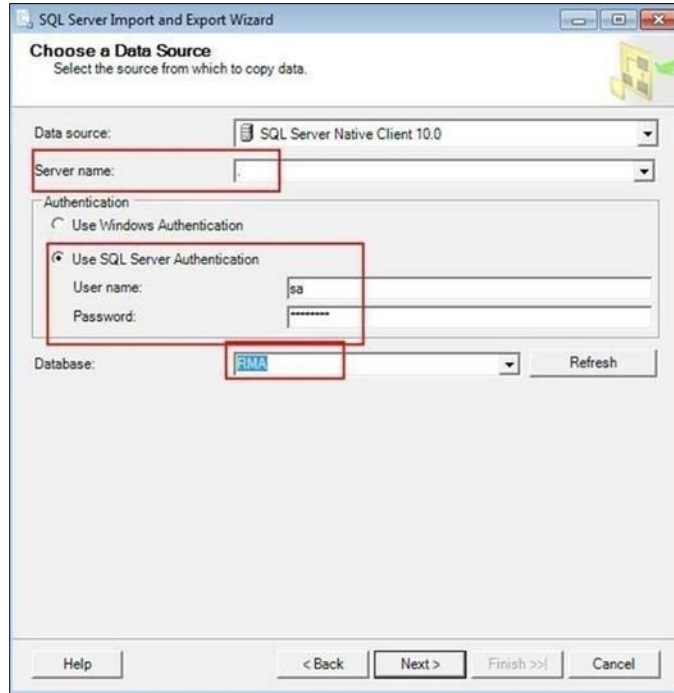 SQL Server Import and Export Wizard
Choose a Data Source
Select the source from which to copy data.
Data source: SQL Server Native Client 10.0
Server name: .
Authentication
Use Windows Authentication
Use SQL Server Authentication
User name: sa
Password: ••••••••
Database: RMA Refresh
Help < Back Next > Finish >>| Cancel